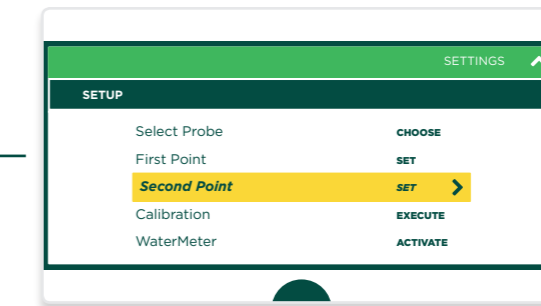 SETTINGS
SETUP
Select Probe CHOOSE
First Point SET
Second Point SET
Calibration EXECUTE
WaterMeter ACTIVATE